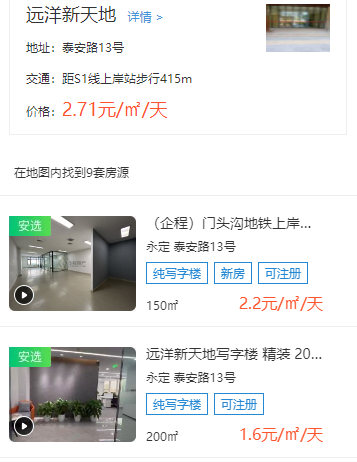 远洋新天地 详情 >
地址：泰安路13号
交通：距S1线上岸站步行415m
价格：2.71元/㎡/天
在地图内找到9套房源
安选
（企程）门头沟地铁上岸...
永定 泰安路13号
纯写字楼 新房 可注册
150㎡ 2.2元/㎡/天
安选
远洋新天地写字楼 精装 20...
永定 泰安路13号
纯写字楼 可注册
200㎡ 1.6元/㎡/天